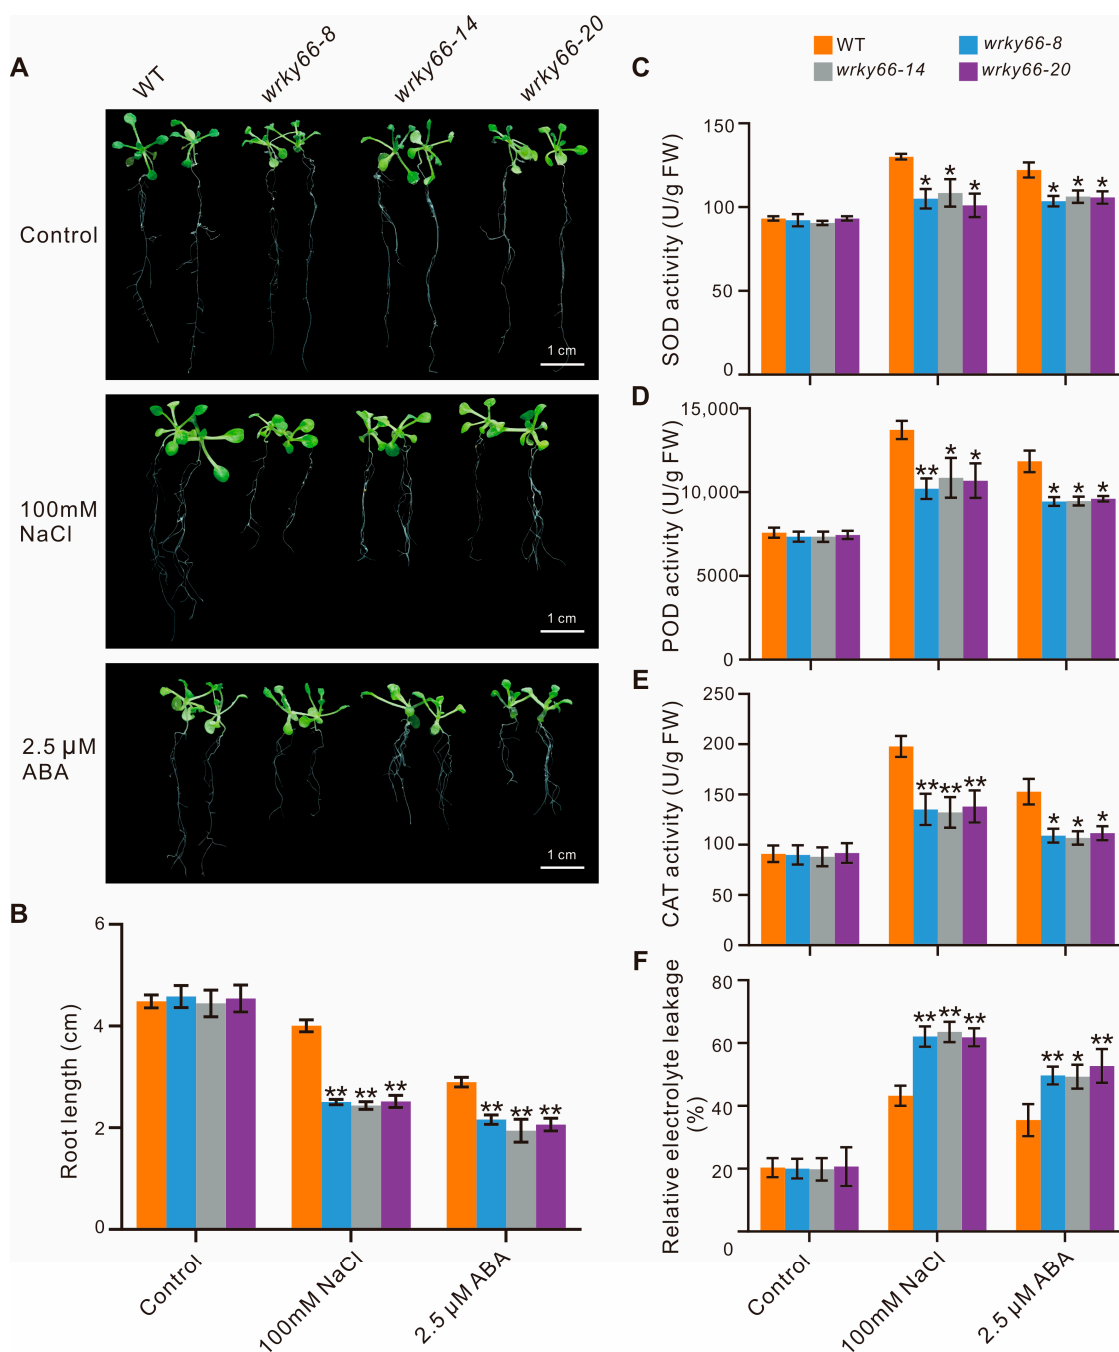 A
WT
wrky66-8
wrky66-14
wrky66-20
Control
1 cm
100mM
NaCl
1 cm
2.5 µM
ABA
1 cm
B
Root length (cm)
6
4
2
0
**
**
**
**
**
**
Control
100mM NaCl
2.5 µM ABA
WT
wrky66-8
wrky66-14
wrky66-20
C
SOD activity (U/g FW)
150
100
50
0
*
*
*
*
*
*
D
POD activity (U/g FW)
15,000
10,000
5000
0
**
*
*
*
*
*
E
CAT activity (U/g FW)
250
200
150
100
50
0
**
**
**
*
*
*
F
Relative electrolyte leakage
(%)
80
60
40
20
0
**
**
**
**
*
**
Control
100mM NaCl
2.5 µM ABA